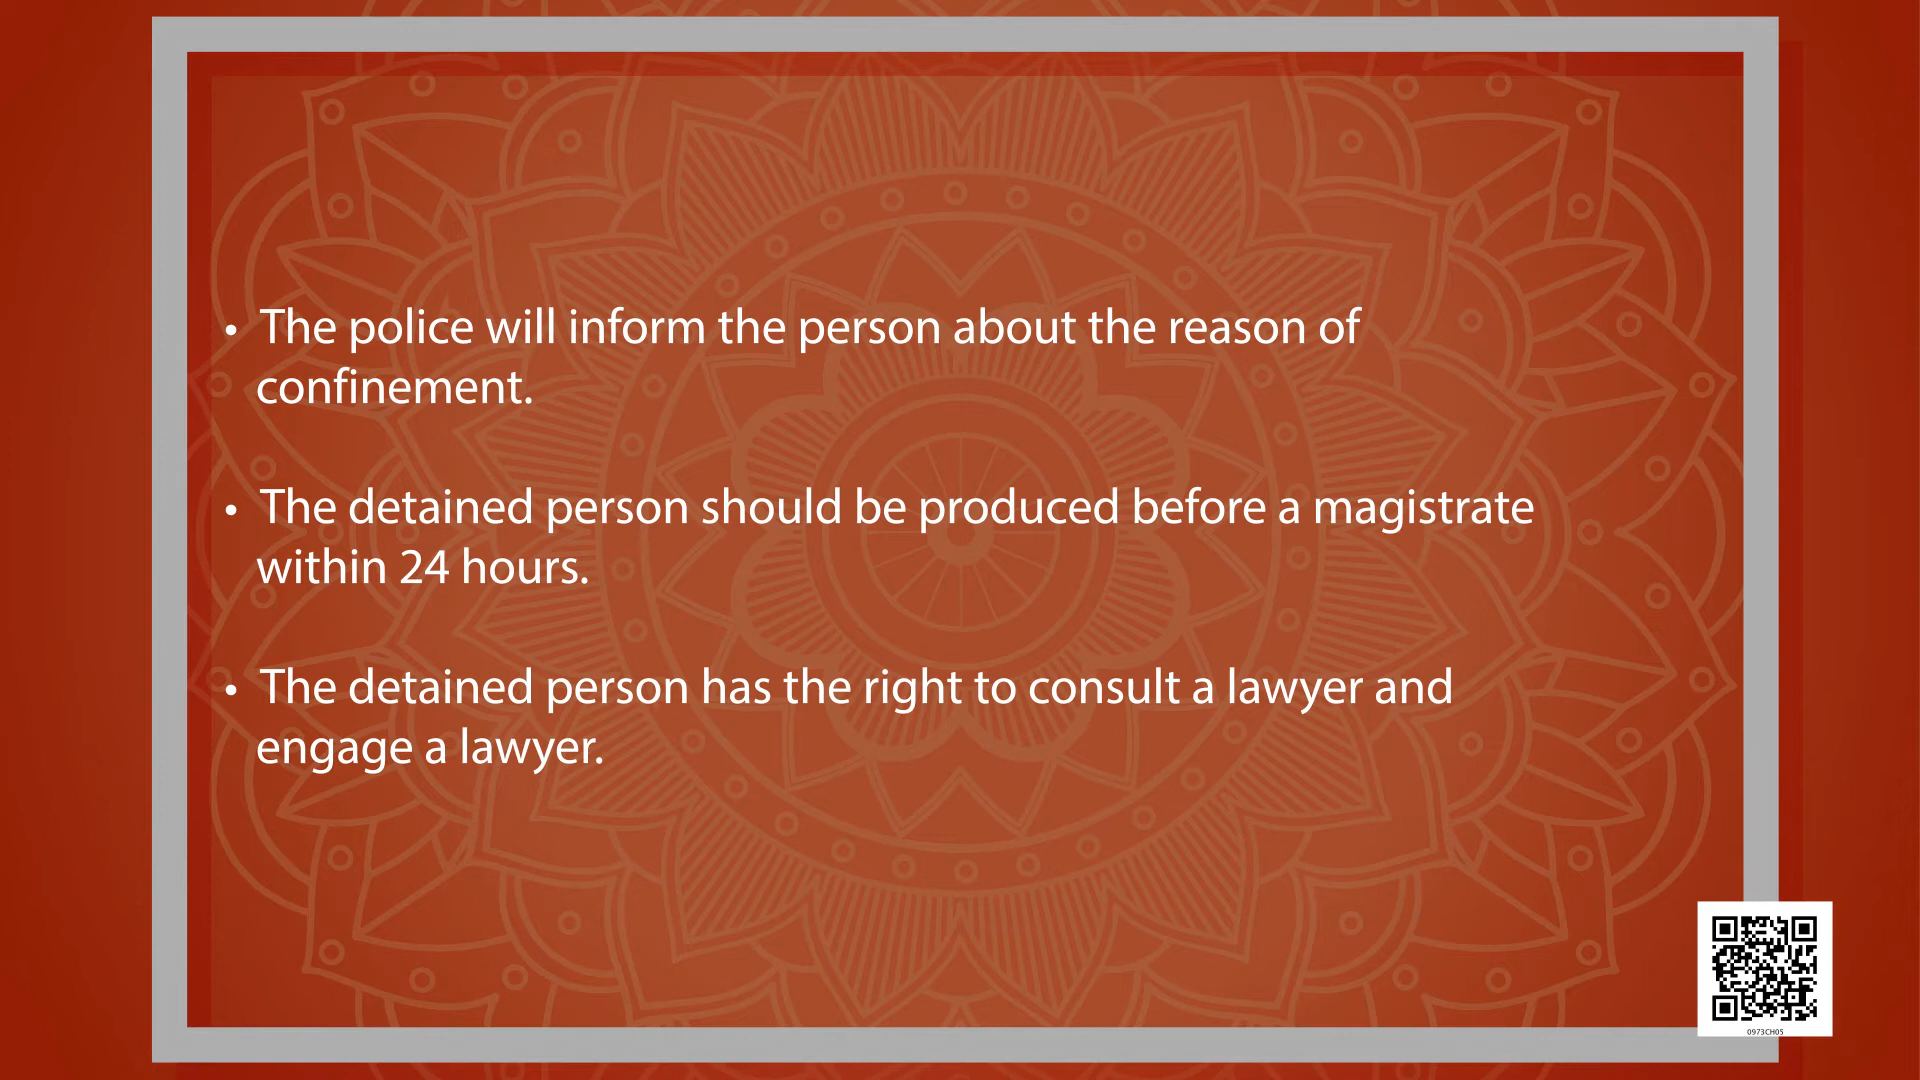 • The police will inform the person about the reason of
confinement.
• The detained person should be produced before a magistrate
within 24 hours.
• The detained person has the right to consult a lawyer and
engage a lawyer.
0973CH05